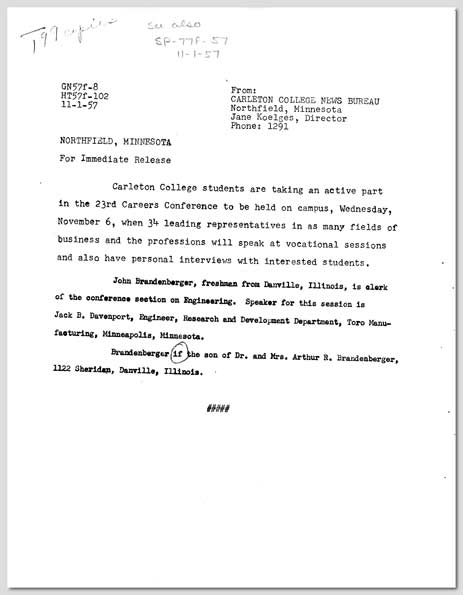 199 copies
See also
SP-77f-57
11-1-57
GN57f-8
HT57f-102
11-1-57
From:
CARLETON COLLEGE NEWS BUREAU
Northfield, Minnesota
Jane Koelges, Director
Phone: 1291
NORTHFIELD, MINNESOTA
For Immediate Release
Carleton College students are taking an active part
in the 23rd Careers Conference to be held on campus, Wednesday,
November 6, when 34 leading representatives in as many fields of
business and the professions will speak at vocational sessions
and also have personal interviews with interested students.
John Brandenberger, freshman from Danville, Illinois, is clerk
of the conference section on Engineering. Speaker for this session is
Jack B. Davenport, Engineer, Research and Development Department, Toro Manu-
facturing, Minneapolis, Minnesota.
Brandenberger if the son of Dr. and Mrs. Arthur R. Brandenberger,
1122 Sheridan, Danville, Illinois.
#####